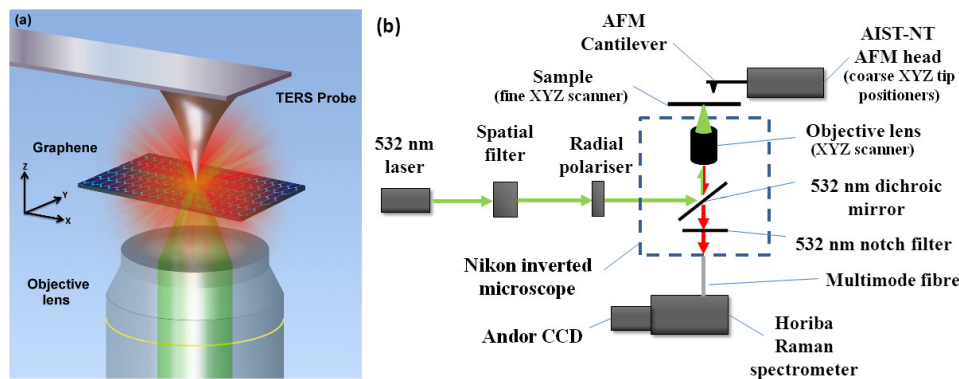 (a)
TERS Probe
Graphene
Z
Y
X
Objective
lens
(b)
AFM
Cantilever
AIST-NT
AFM head
(coarse XYZ tip
positioners)
Sample
(fine XYZ scanner)
532 nm
laser
Spatial
filter
Radial
polariser
Objective lens
(XYZ scanner)
532 nm dichroic
mirror
532 nm notch filter
Nikon inverted
microscope
Multimode fibre
Andor CCD
Horiba
Raman
spectrometer